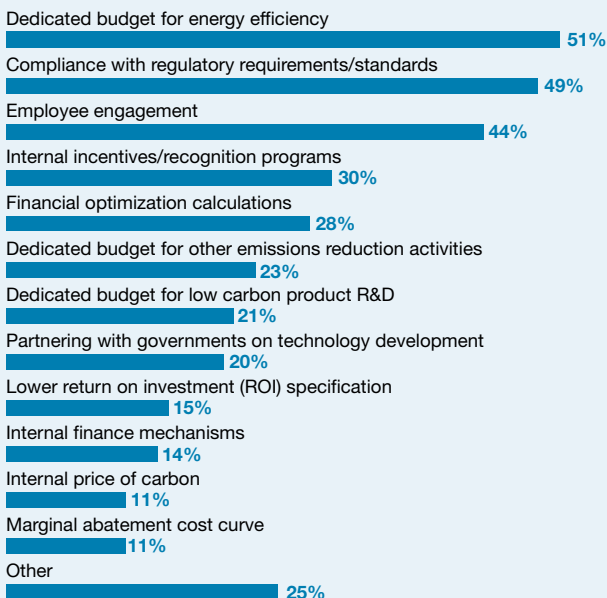 Dedicated budget for energy efficiency
51%
Compliance with regulatory requirements/standards
49%
Employee engagement
44%
Internal incentives/recognition programs
30%
Financial optimization calculations
28%
Dedicated budget for other emissions reduction activities
23%
Dedicated budget for low carbon product R&D
21%
Partnering with governments on technology development
20%
Lower return on investment (ROI) specification
15%
Internal finance mechanisms
14%
Internal price of carbon
11%
Marginal abatement cost curve
11%
Other
25%